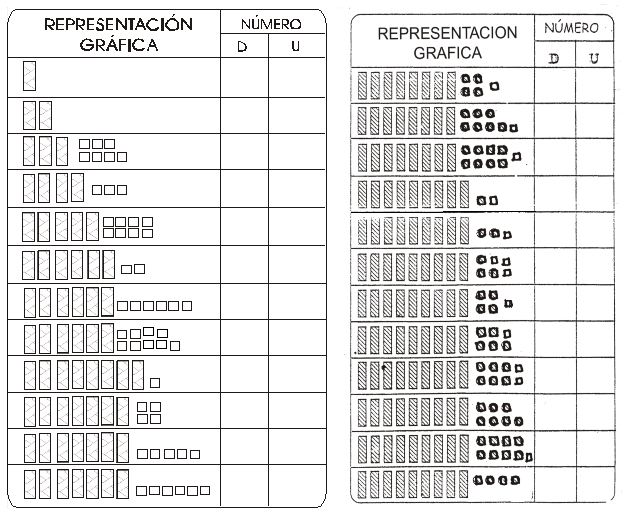 REPRESENTACIÓN
GRÁFICA
NÚMERO
D U
REPRESENTACION
GRAFICA
NÚMERO
D U